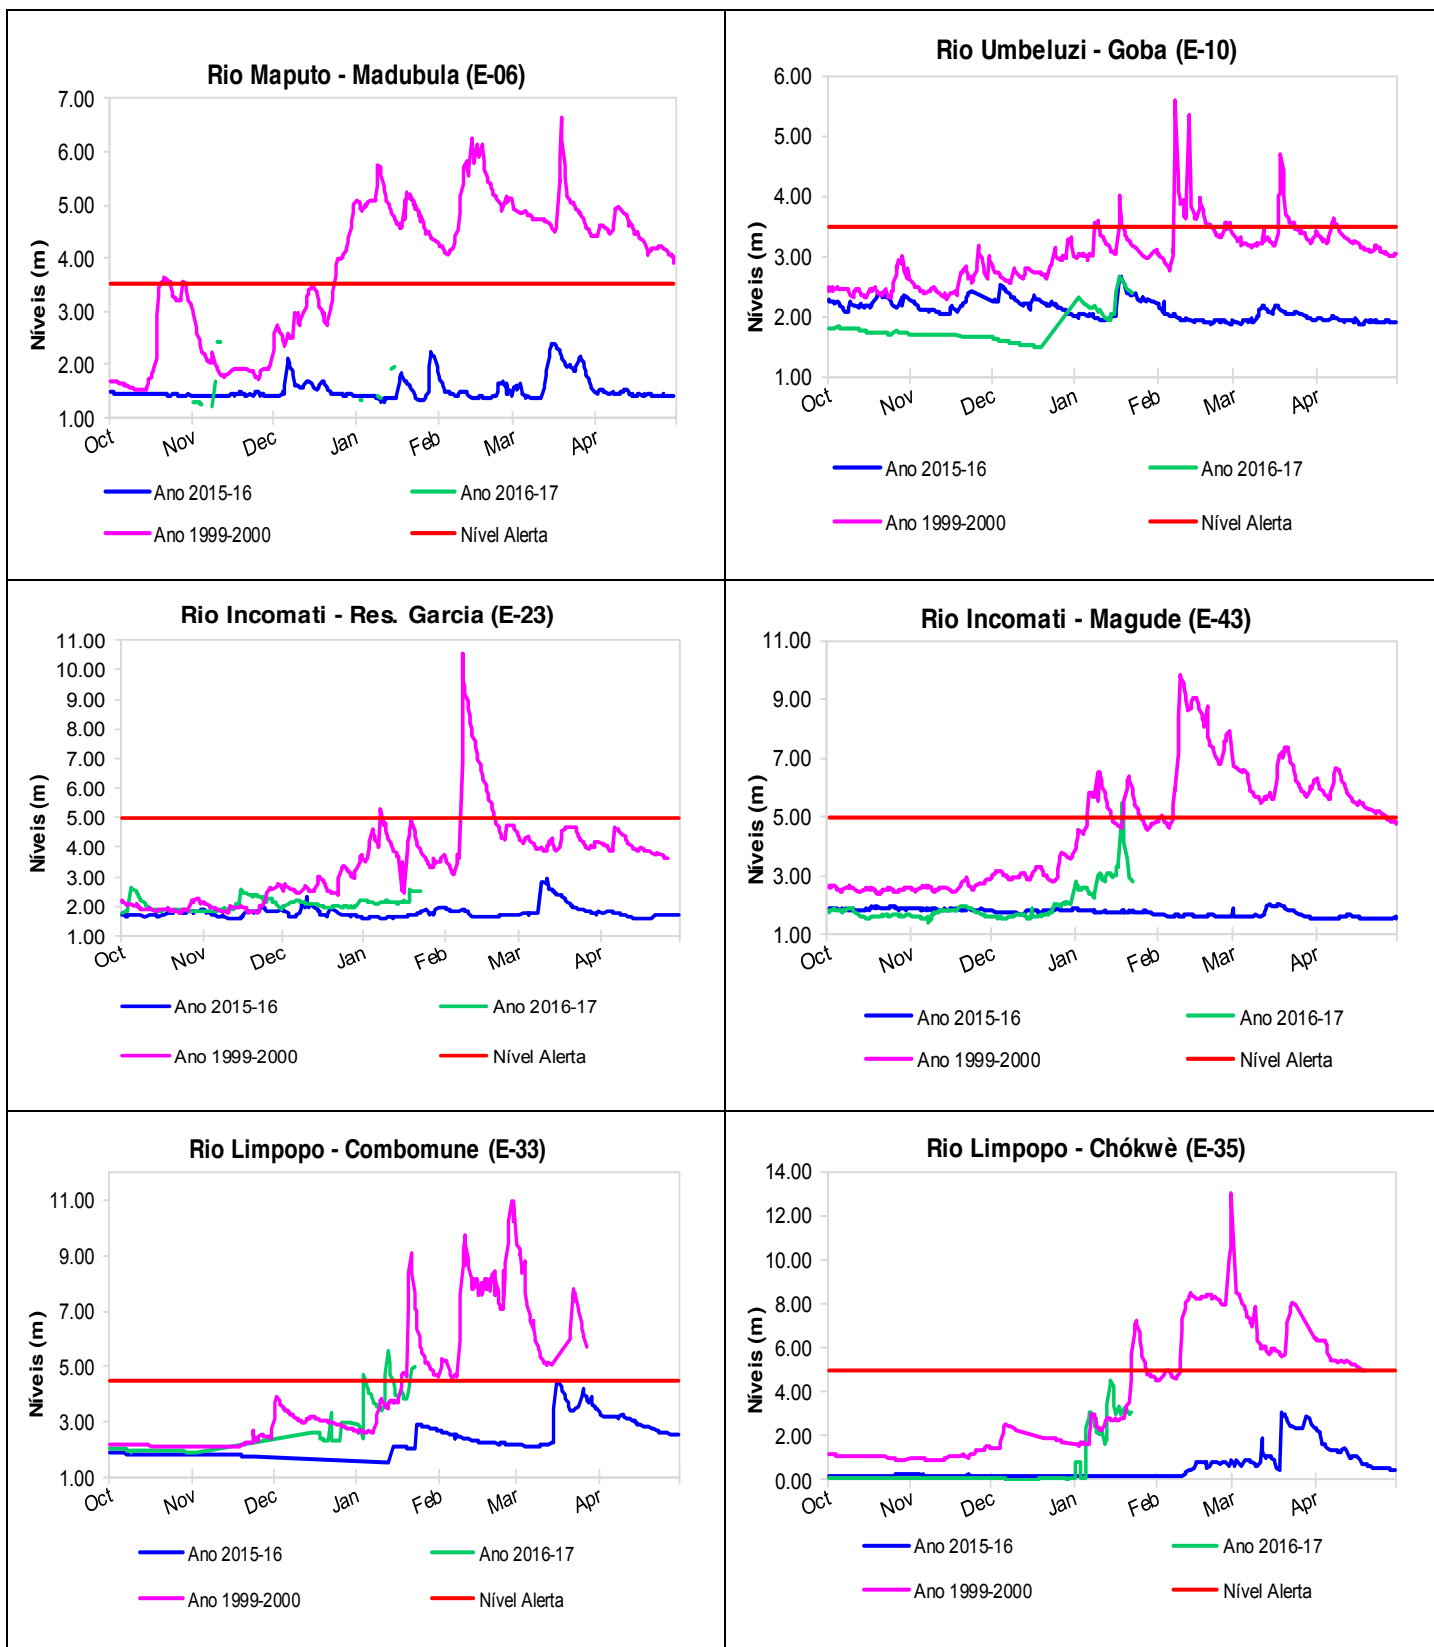 Rio Maputo - Madubula (E-06)
Níveis (m)
7.00
6.00
5.00
4.00
3.00
2.00
1.00
Oct Nov Dec Jan Feb Mar Apr
Ano 2015-16 Ano 2016-17
Ano 1999-2000 Nível Alerta
Rio Umbeluzi - Goba (E-10)
Níveis (m)
6.00
5.00
4.00
3.00
2.00
1.00
Oct Nov Dec Jan Feb Mar Apr
Ano 2015-16 Ano 2016-17
Ano 1999-2000 Nível Alerta
Rio Incomati - Res. Garcia (E-23)
Níveis (m)
11.00
10.00
9.00
8.00
7.00
6.00
5.00
4.00
3.00
2.00
1.00
Oct Nov Dec Jan Feb Mar Apr
Ano 2015-16 Ano 2016-17
Ano 1999-2000 Nível Alerta
Rio Incomati - Magude (E-43)
Níveis (m)
11.00
9.00
7.00
5.00
3.00
1.00
Oct Nov Dec Jan Feb Mar Apr
Ano 2015-16 Ano 2016-17
Ano 1999-2000 Nível Alerta
Rio Limpopo - Combomune (E-33)
Níveis (m)
11.00
9.00
7.00
5.00
3.00
1.00
Oct Nov Dec Jan Feb Mar Apr
Ano 2015-16 Ano 2016-17
Ano 1999-2000 Nível Alerta
Rio Limpopo - Chókwè (E-35)
Níveis (m)
14.00
12.00
10.00
8.00
6.00
4.00
2.00
0.00
Oct Nov Dec Jan Feb Mar Apr
Ano 2015-16 Ano 2016-17
Ano 1999-2000 Nível Alerta